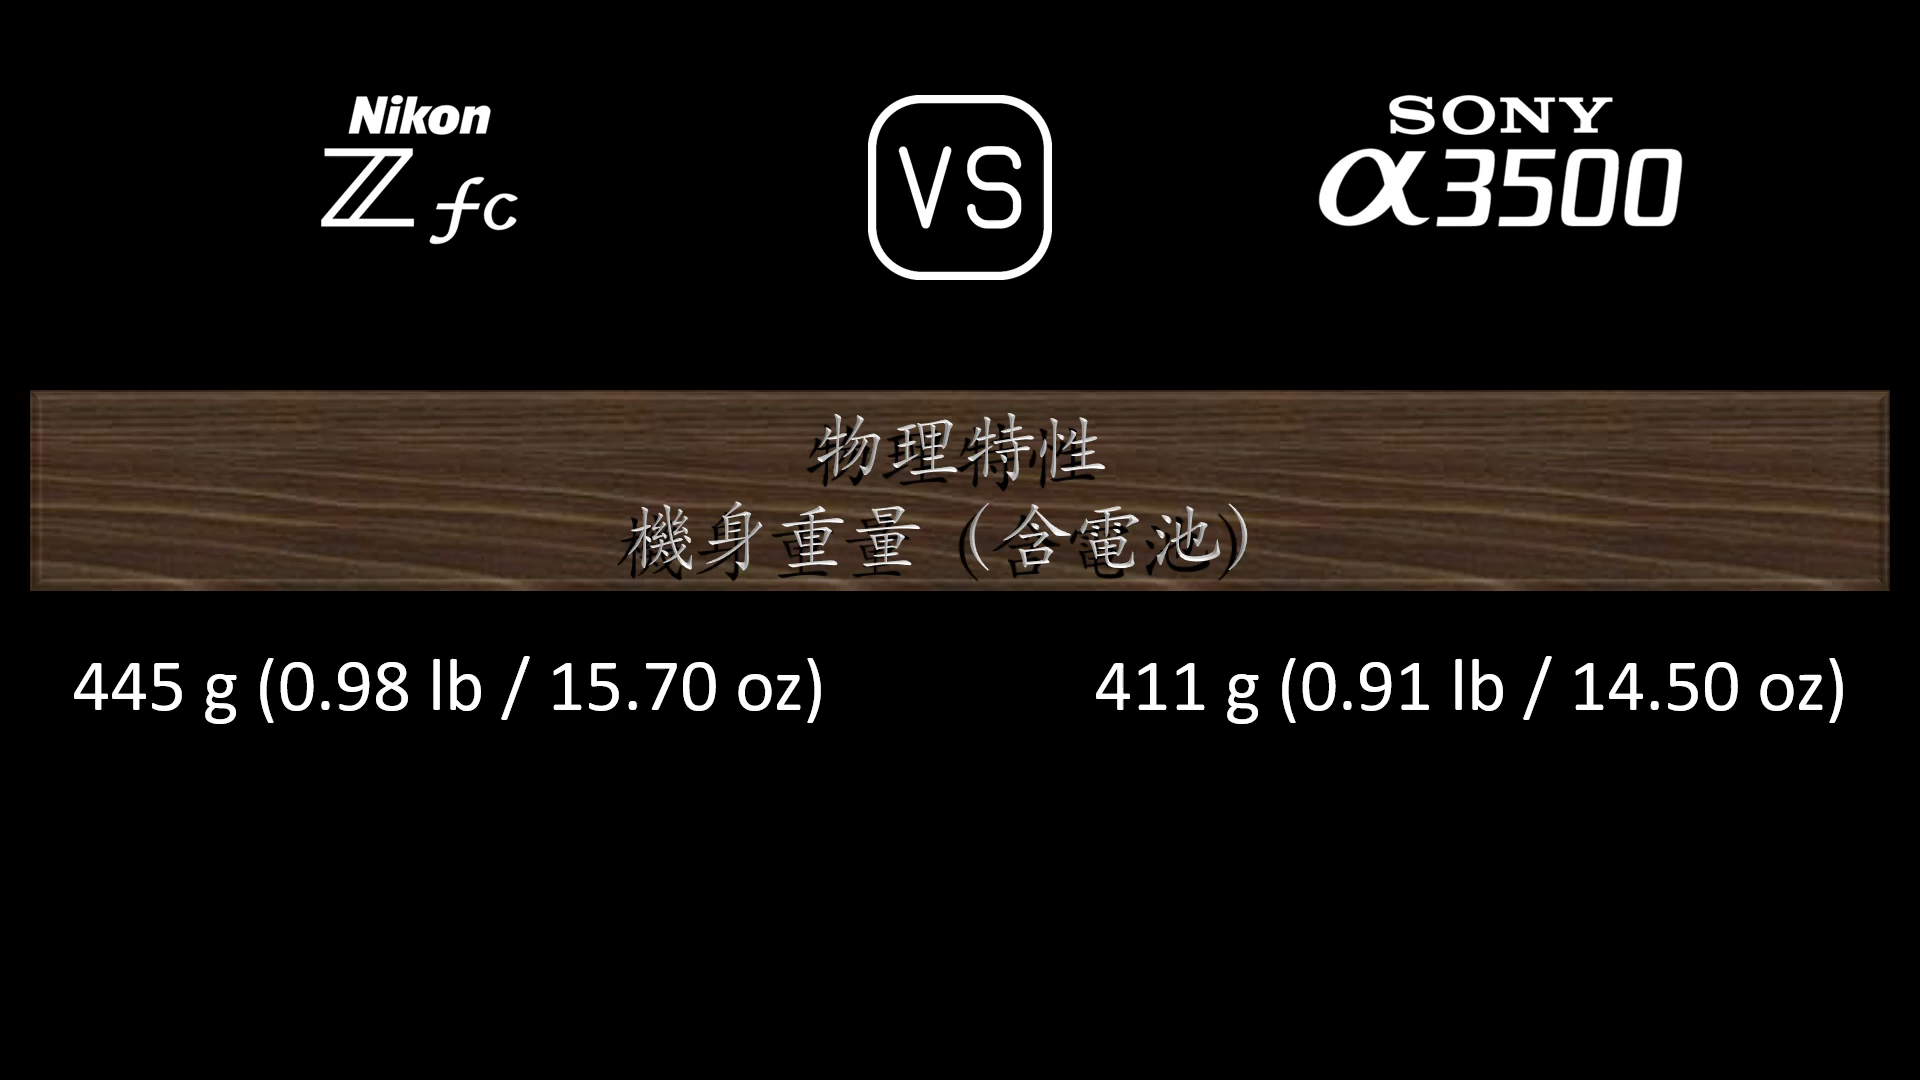 Nikon
Z fc
VS
SONY
α3500
物理特性
機身重量（含電池）
445 g (0.98 lb / 15.70 oz)
411 g (0.91 lb / 14.50 oz)